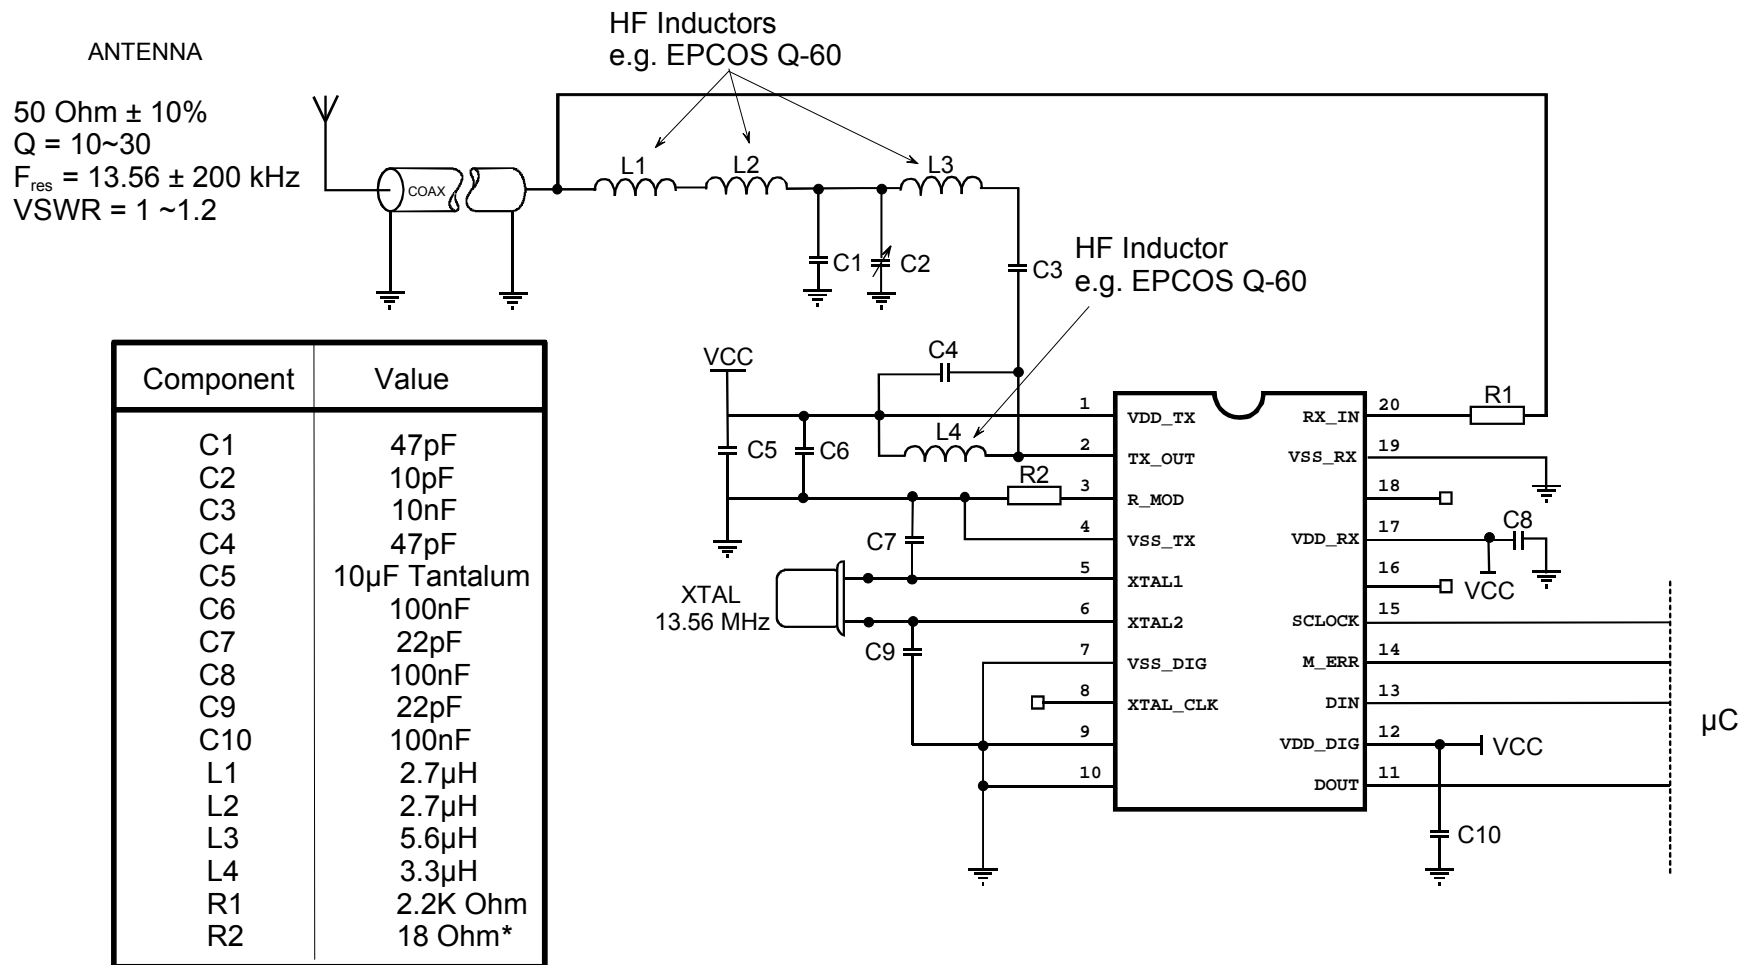 HF Inductors
e.g. EPCOS Q-60
ANTENNA
50 Ohm ± 10%
Q = 10~30
Fres = 13.56 ± 200 kHz
VSWR = 1 ~1.2
COAX
L1
L2
L3
C1
C2
C3
HF Inductor
e.g. EPCOS Q-60
Component Value
C1 47pF
C2 10pF
C3 10nF
C4 47pF
C5 10µF Tantalum
C6 100nF
C7 22pF
C8 100nF
C9 22pF
C10 100nF
L1 2.7µH
L2 2.7µH
L3 5.6µH
L4 3.3µH
R1 2.2K Ohm
R2 18 Ohm*
VCC
C4
L4
C5
C6
R2
C7
XTAL
13.56 MHz
C9
1 VDD_TX
2 TX_OUT
3 R_MOD
4 VSS_TX
5 XTAL1
6 XTAL2
7 VSS_DIG
8 XTAL_CLK
9
10
RX_IN 20
VSS_RX 19
18
VDD_RX 17
16
SCLOCK 15
M_ERR 14
DIN 13
VDD_DIG 12
DOUT 11
R1
C8
VCC
VCC
C10
µC